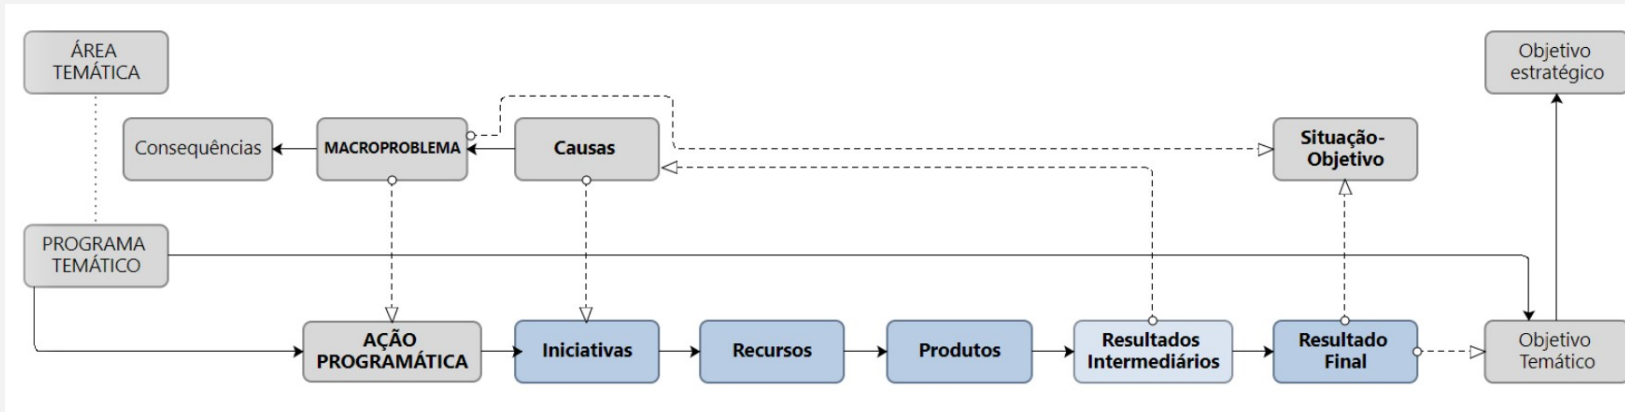 ÁREA
TEMÁTICA
Objetivo
estratégico
Consequências
MACROPROBLEMA
Causas
Situação-
Objetivo
PROGRAMA
TEMÁTICO
AÇÃO
PROGRAMÁTICA
Iniciativas
Recursos
Produtos
Resultados
Intermediários
Resultado
Final
Objetivo
Temático